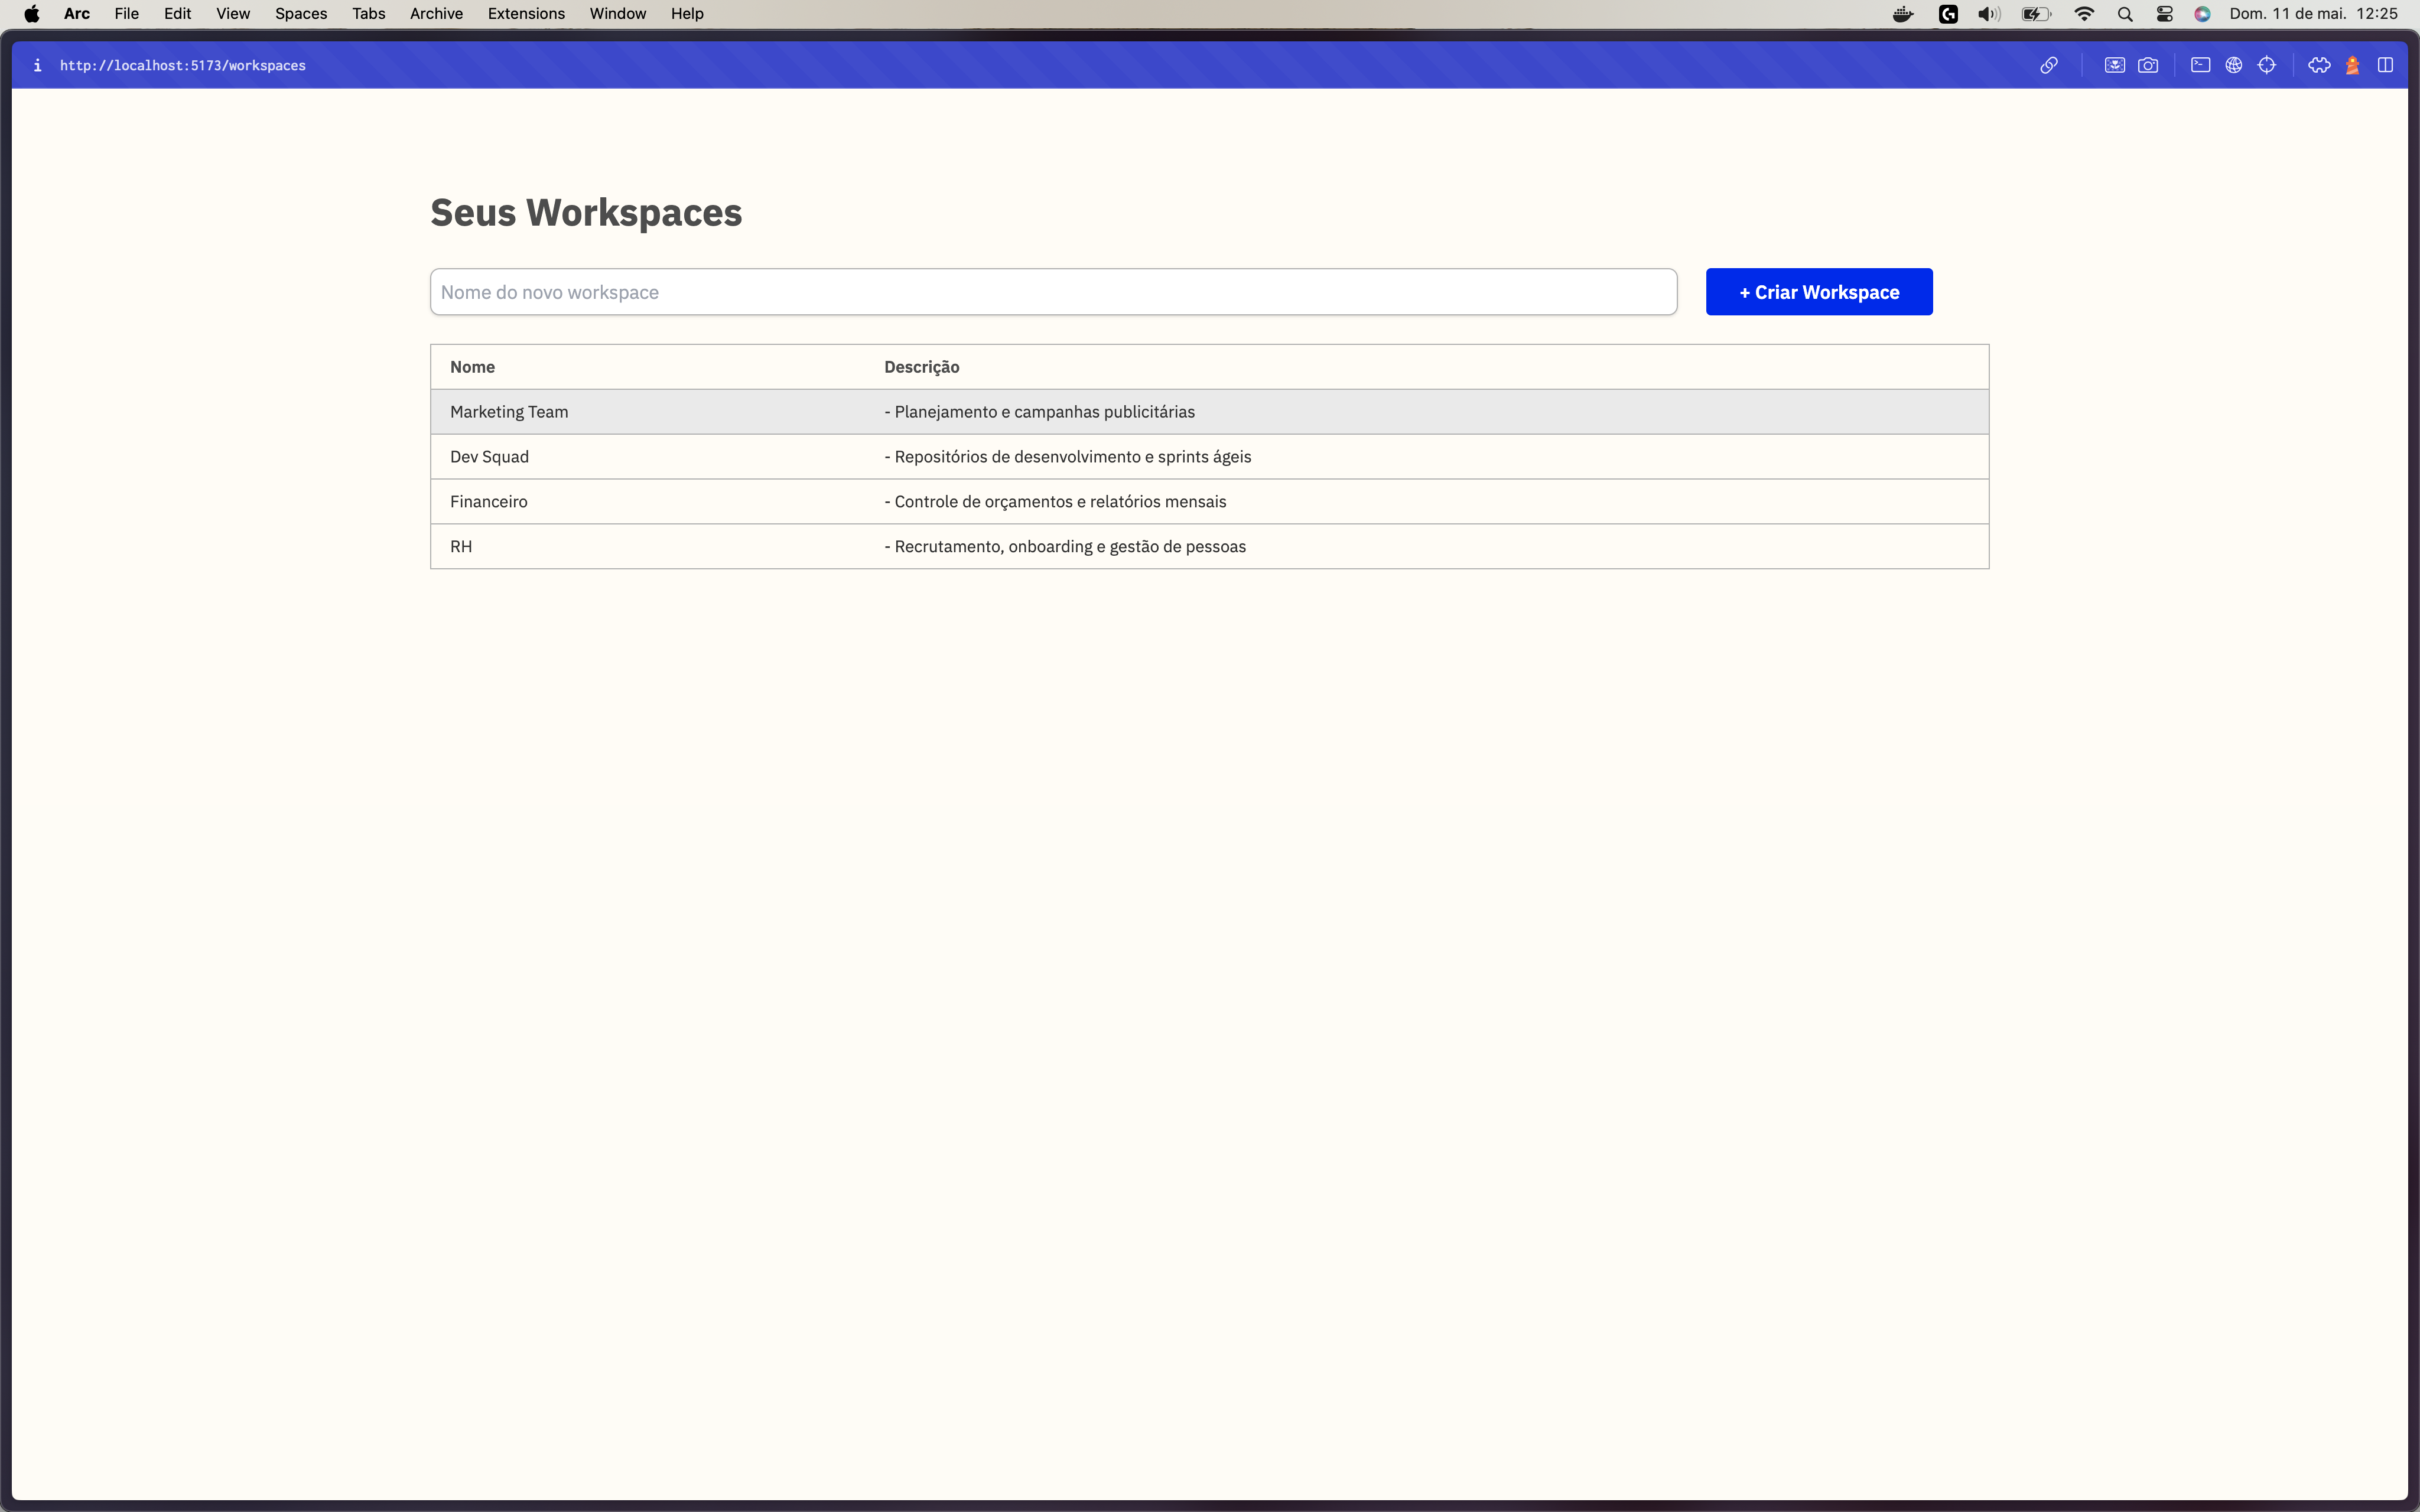 Arc File Edit View Spaces Tabs Archive Extensions Window Help Dom. 11 de mai. 12:25
i http://localhost:5173/workspaces
Seus Workspaces
Nome do novo workspace + Criar Workspace
Nome Descrição
Marketing Team - Planejamento e campanhas publicitárias
Dev Squad - Repositórios de desenvolvimento e sprints ágeis
Financeiro - Controle de orçamentos e relatórios mensais
RH - Recrutamento, onboarding e gestão de pessoas